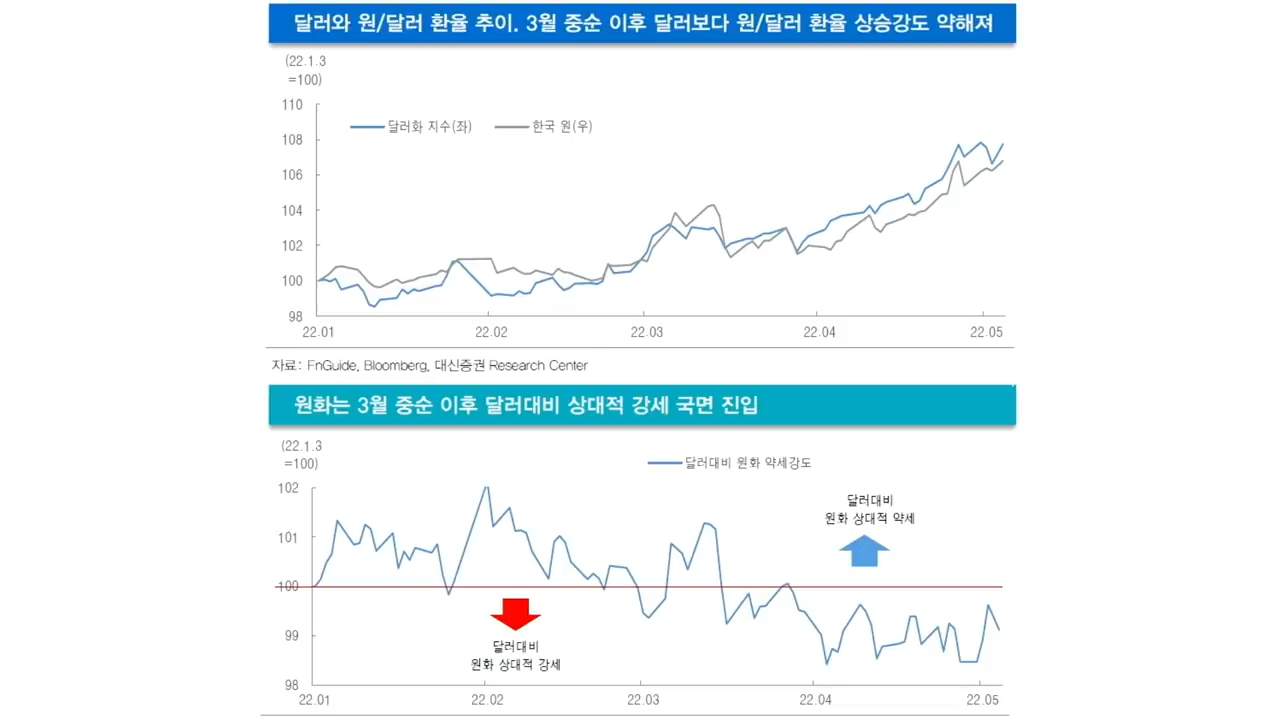 달러와 원/달러 환율 추이. 3월 중순 이후 달러보다 원/달러 환율 상승강도 약해져
(22.1.3
=100)
110
108
106
104
102
100
98
달러화 지수(좌)
한국 원(우)
22.01
22.02
22.03
22.04
22.05
자료: FnGuide, Bloomberg, 대신증권 Research Center
원화는 3월 중순 이후 달러대비 상대적 강세 국면 진입
(22.1.3
=100)
102
101
100
99
98
달러대비 원화 약세강도
달러대비
원화 상대적 약세
달러대비
원화 상대적 강세
22.01
22.02
22.03
22.04
22.05